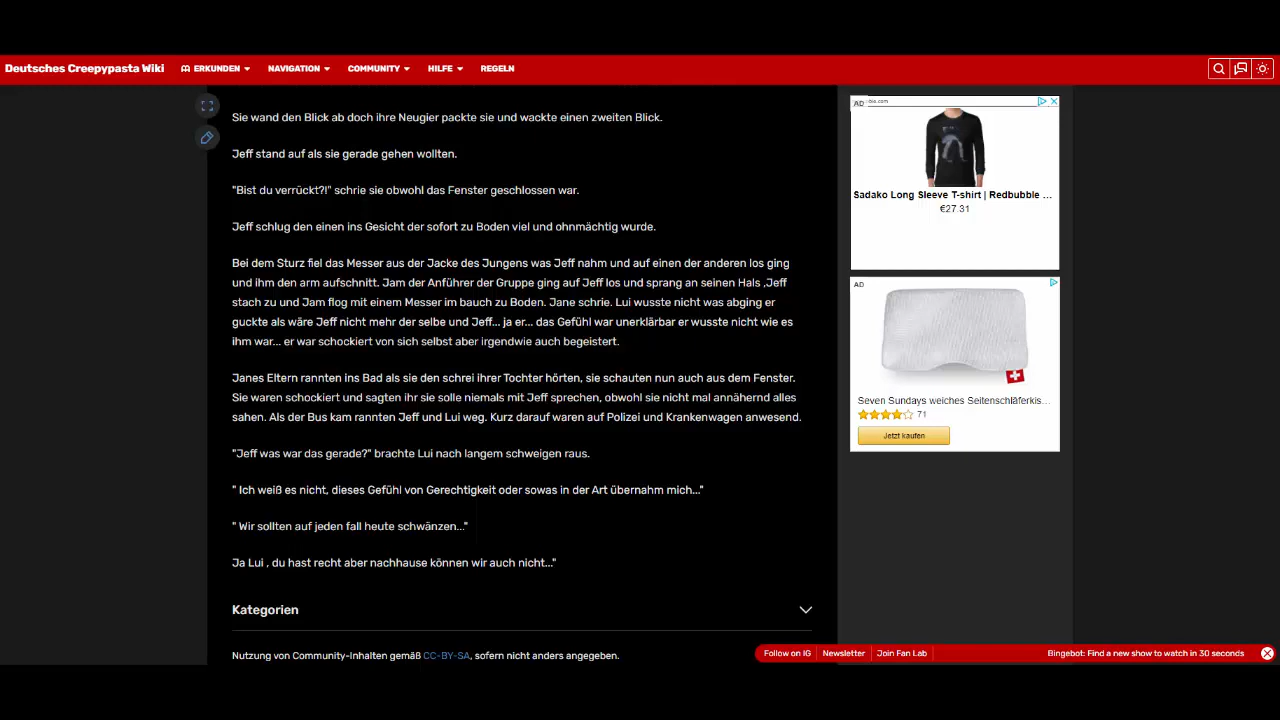 Deutsches Creepypasta Wiki ERKUNDEN NAVIGATION COMMUNITY HILFE REGELN
Sie wand den Blick ab doch ihre Neugier packte sie und wackte einen zweiten Blick.
Jeff stand auf als sie gerade gehen wollten.
"Bist du verrückt?!" schrie sie obwohl das Fenster geschlossen war.
Jeff schlug den einen ins Gesicht der sofort zu Boden viel und ohnmächtig wurde.
Bei dem Sturz fiel das Messer aus der Jacke des Jungens was Jeff nahm und auf einen der anderen los ging
und ihm den arm aufschnitt. Jam der Anführer der Gruppe ging auf Jeff los und sprang an seinen Hals ,Jeff
stach zu und Jam flog mit einem Messer im bauch zu Boden. Jane schrie. Lui wusste nicht was abging er
guckte als wäre Jeff nicht mehr der selbe und Jeff... ja er... das Gefühl war unerklärbar er wusste nicht wie es
ihm war... er war schockiert von sich selbst aber irgendwie auch begeistert.
Janes Eltern rannten ins Bad als sie den schrei ihrer Tochter hörten, sie schauten nun auch aus dem Fenster.
Sie waren schockiert und sagten ihr sie solle niemals mit Jeff sprechen, obwohl sie nicht mal annähernd alles
sahen. Als der Bus kam rannten Jeff und Lui weg. Kurz darauf waren auf Polizei und Krankenwagen anwesend.
"Jeff was war das gerade?" brachte Lui nach langem schweigen raus.
" Ich weiß es nicht, dieses Gefühl von Gerechtigkeit oder sowas in der Art übernahm mich..."
" Wir sollten auf jeden fall heute schwänzen..."
Ja Lui , du hast recht aber nachhause können wir auch nicht..."
Kategorien
Nutzung von Community-Inhalten gemäß CC-BY-SA, sofern nicht anders angegeben.
AD
Sadako Long Sleeve T-shirt | Redbubble ...
€27.31
AD
Seven Sundays weiches Seitenschläferkis...
71
Jetzt kaufen
Follow on IG Newsletter Join Fan Lab Bingebot: Find a new show to watch in 30 seconds